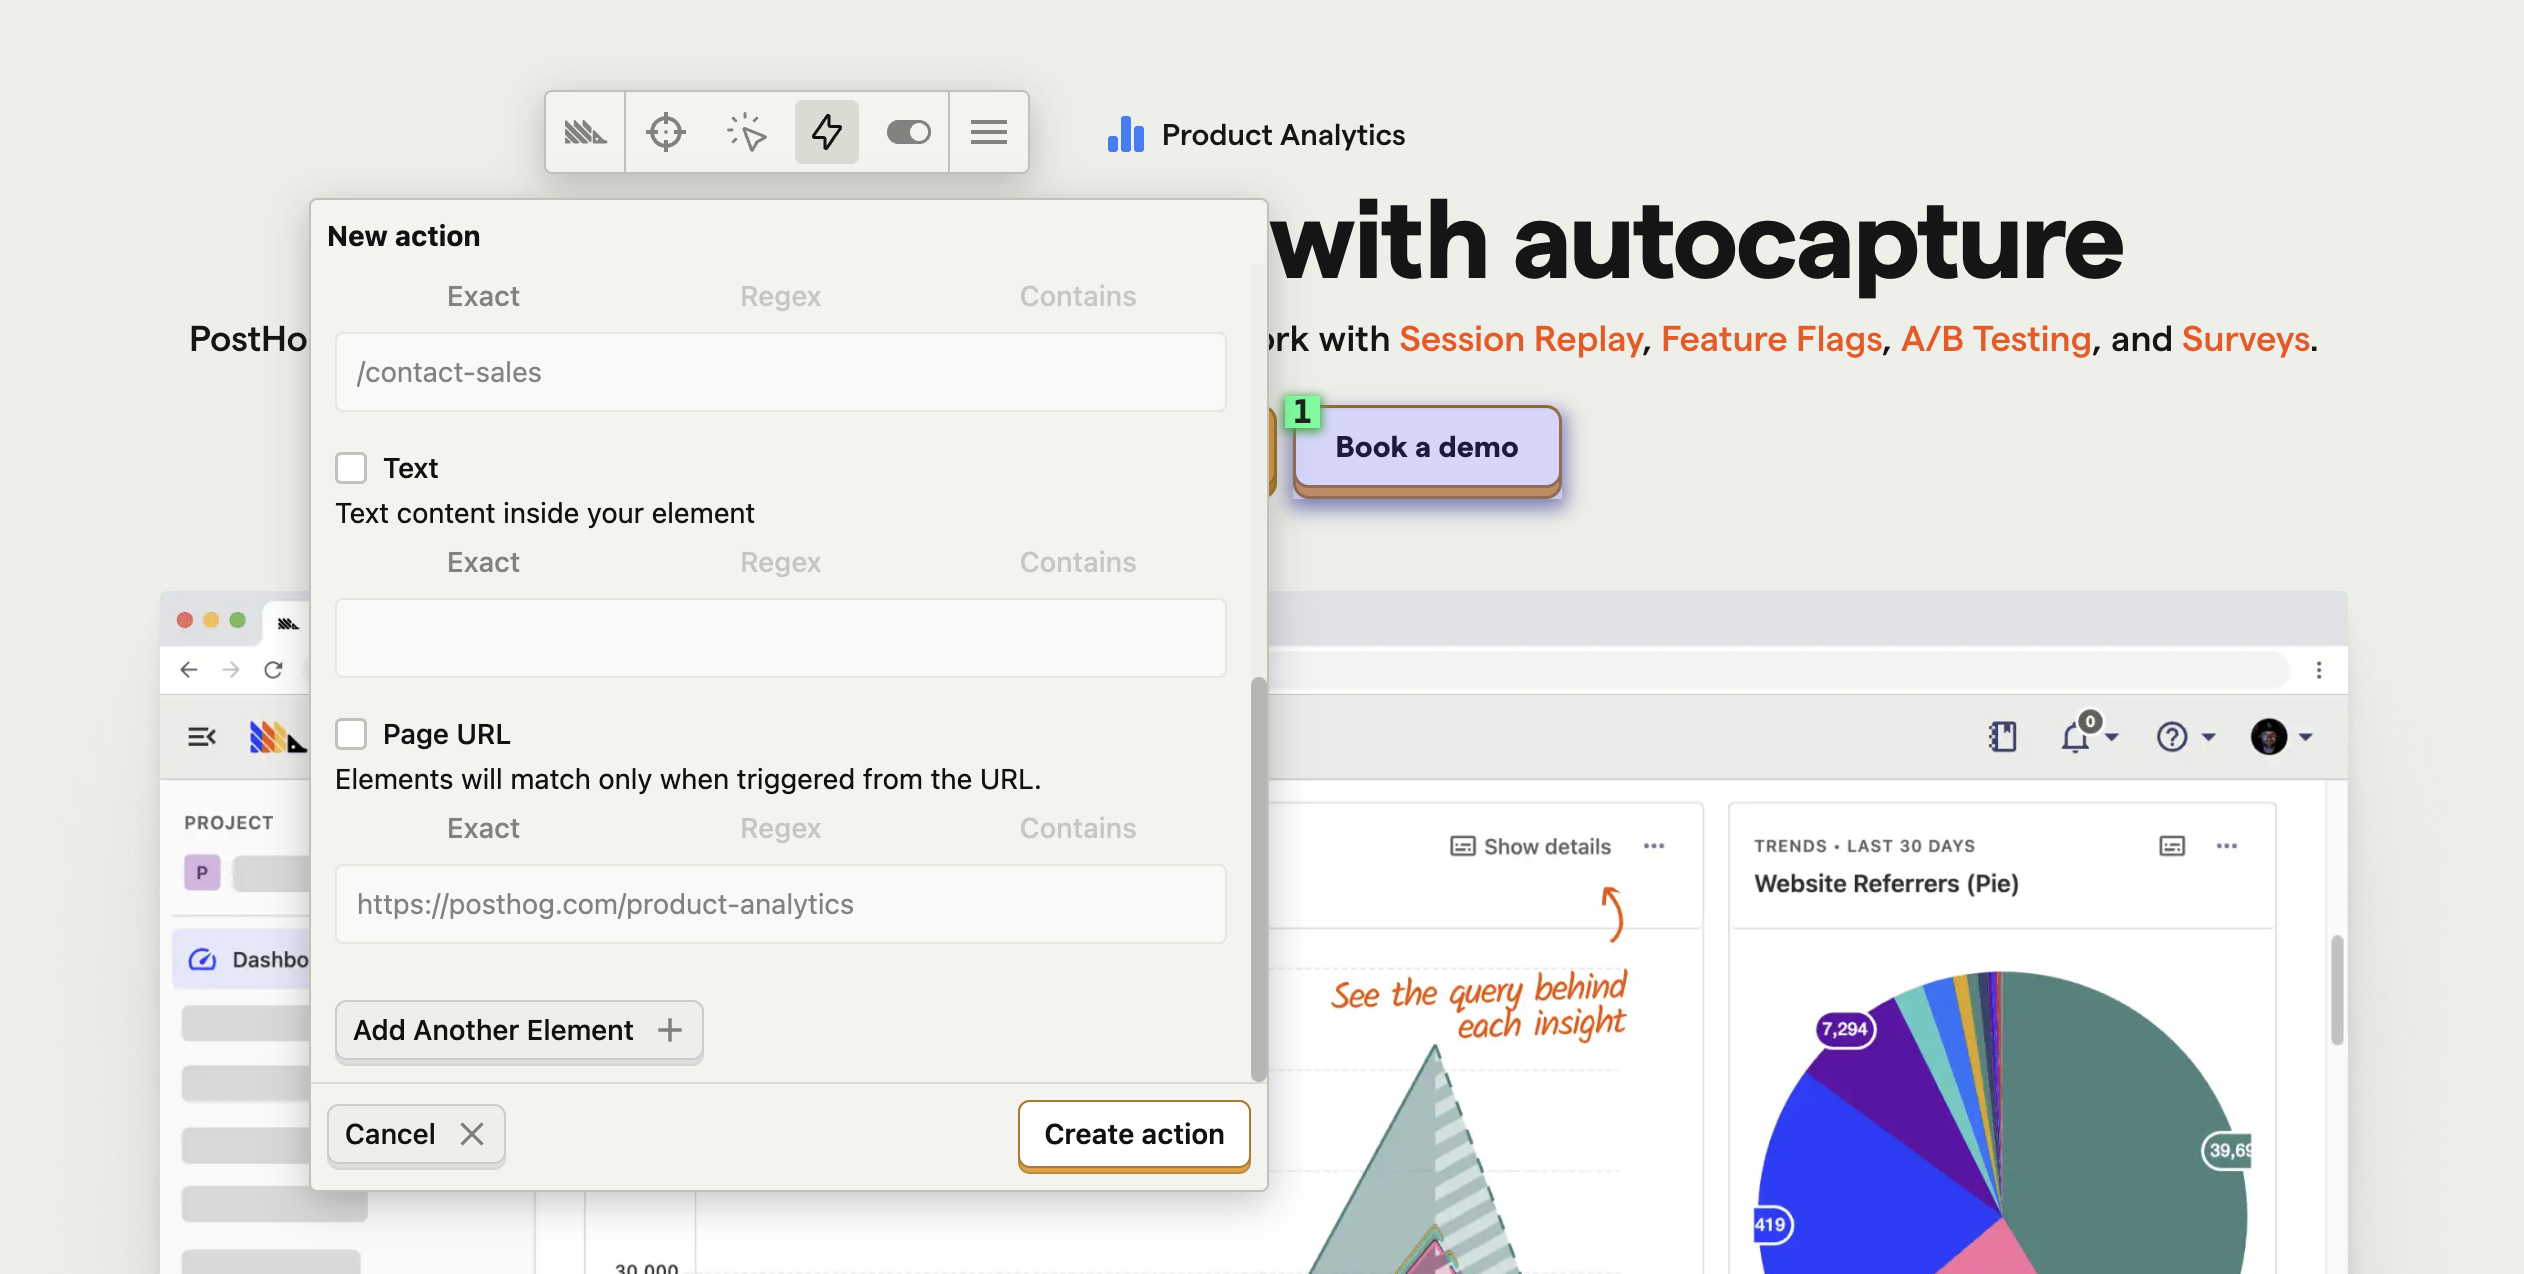 Product Analytics
with autocapture
PostHo
rk with Session Replay, Feature Flags, A/B Testing, and Surveys.
New action
Exact Regex Contains
/contact-sales
Text
Text content inside your element
Exact Regex Contains
Page URL
Elements will match only when triggered from the URL.
Exact Regex Contains
https://posthog.com/product-analytics
Add Another Element
Cancel
Create action
1
Book a demo
0
PROJECT
P
Dashbo
Show details
See the query behind
each insight
30,000
TRENDS • LAST 30 DAYS
Website Referrers (Pie)
7,294
39,69
419